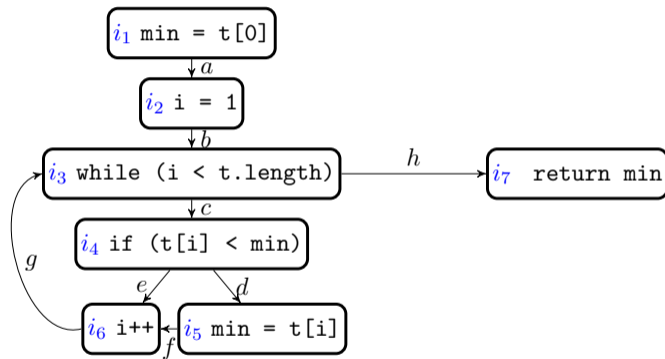 i1 min = t[0]
a
i2 i = 1
b
i3 while (i < t.length)
h
i7 return min
c
i4 if (t[i] < min)
g
e
d
i6 i++
f
i5 min = t[i]